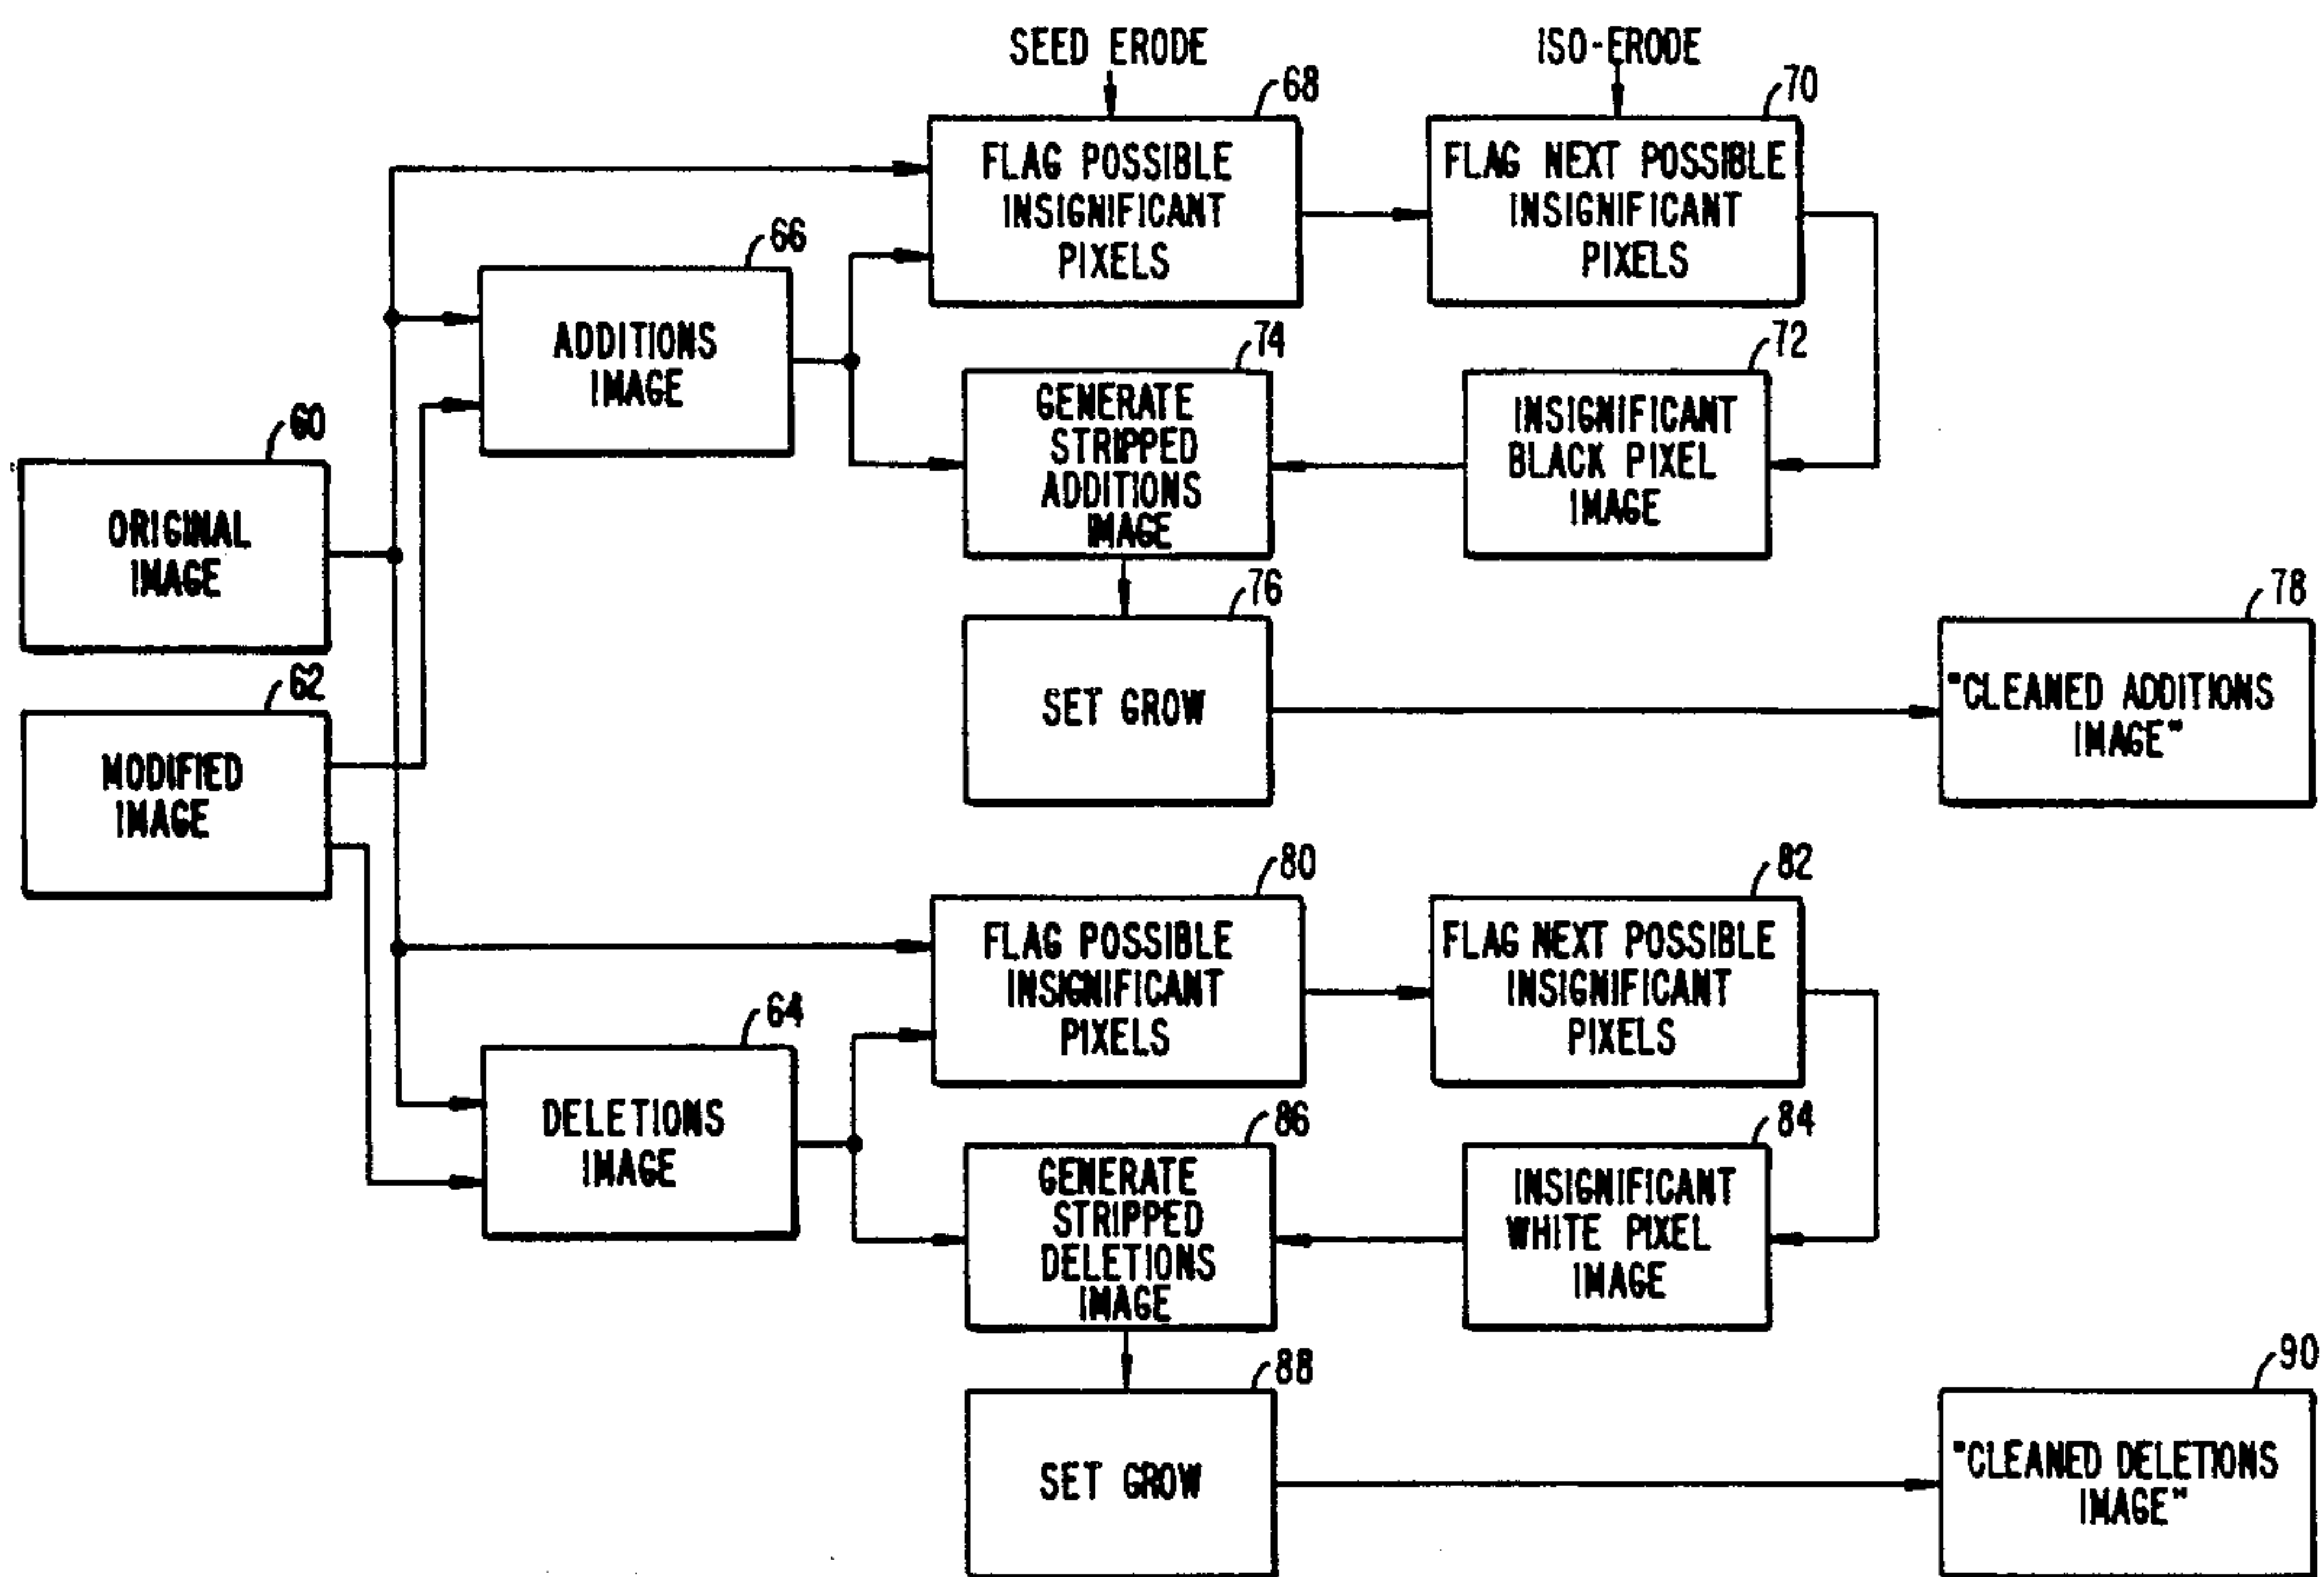 SEED ERODE
ISO-ERODE
68
70
FLAG POSSIBLE
INSIGNIFICANT
PIXELS
FLAG NEXT POSSIBLE
INSIGNIFICANT
PIXELS
66
ADDITIONS
IMAGE
74
GENERATE
STRIPPED
ADDITIONS
IMAGE
72
INSIGNIFICANT
BLACK PIXEL
IMAGE
60
ORIGINAL
IMAGE
76
SET GROW
78
"CLEANED ADDITIONS
IMAGE"
62
MODIFIED
IMAGE
80
FLAG POSSIBLE
INSIGNIFICANT
PIXELS
82
FLAG NEXT POSSIBLE
INSIGNIFICANT
PIXELS
64
DELETIONS
IMAGE
86
GENERATE
STRIPPED
DELETIONS
IMAGE
84
INSIGNIFICANT
WHITE PIXEL
IMAGE
88
SET GROW
90
"CLEANED DELETIONS
IMAGE"